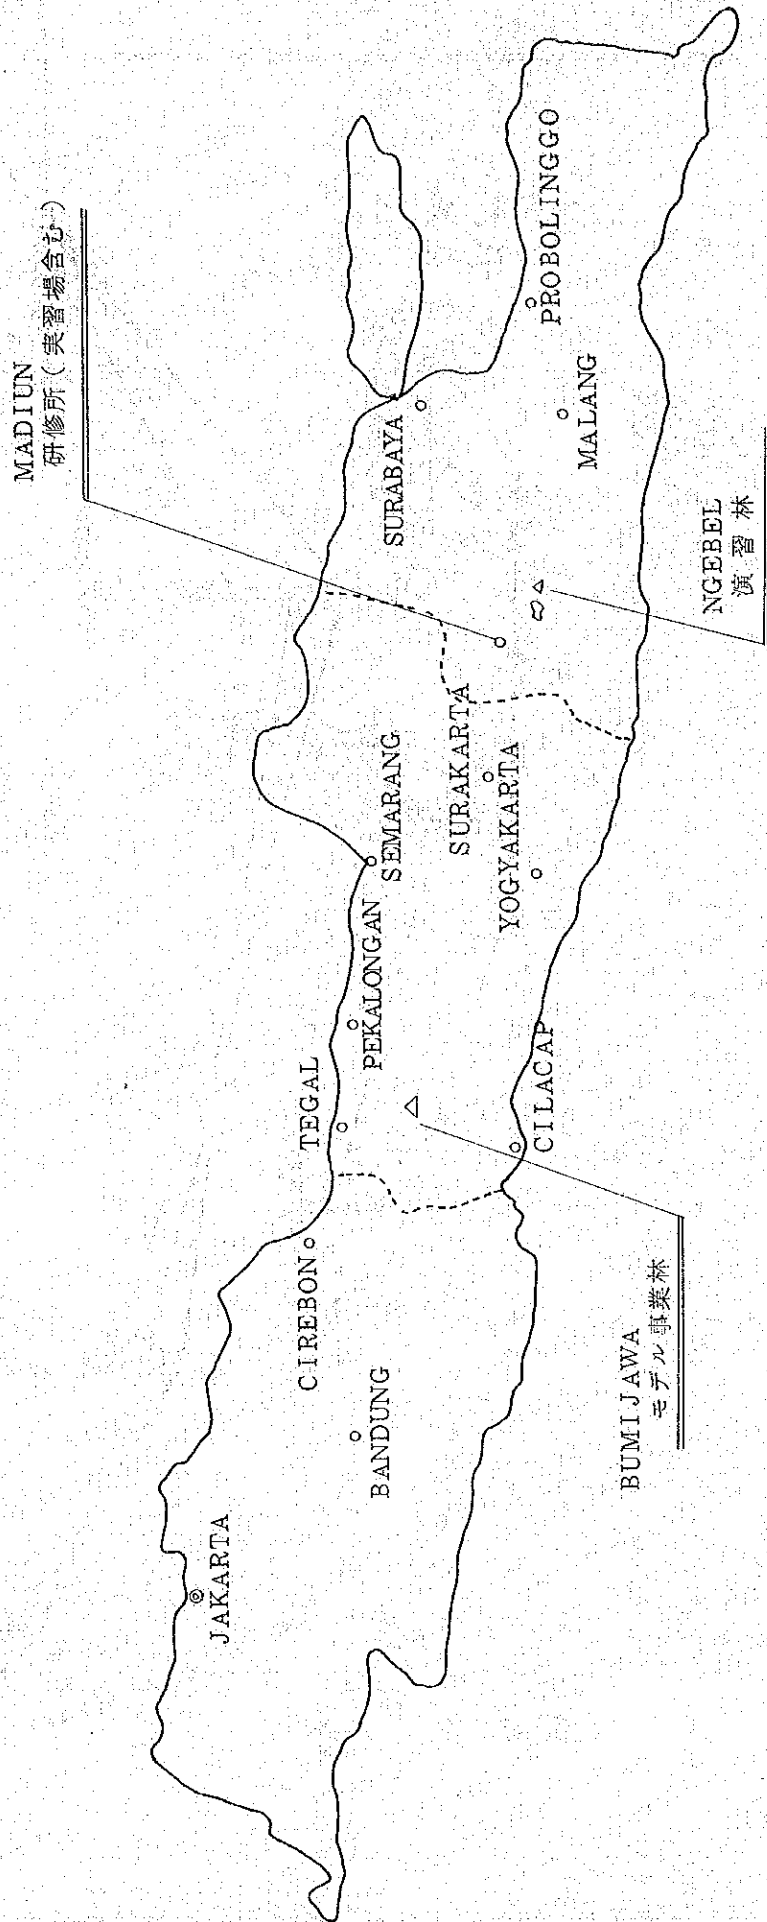 MADIUN
研修所(実習場含む)
JAKARTA
BANDUNG
CIREBON
TEGAL
PEKALONGAN
SEMARANG
CILACAP
YOGYAKARTA
SURAKARTA
SURABAYA
MALANG
PROBOLINGGO
BUMIJAWA
モデル事業林
NGEBEL
演習林